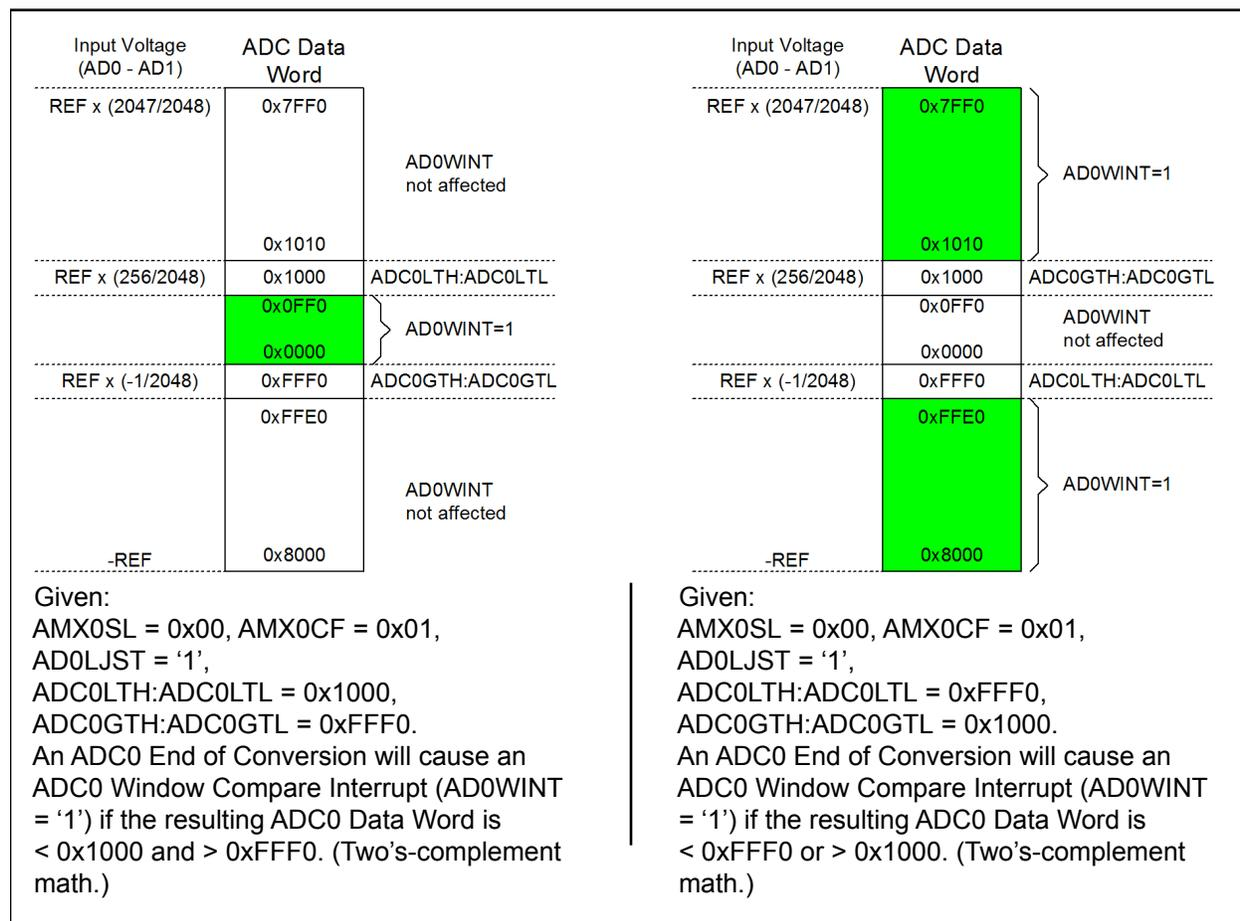 Input Voltage
(AD0 - AD1)
ADC Data
Word
REF x (2047/2048)
0x7FF0
AD0WINT
not affected
0x1010
REF x (256/2048)
0x1000
ADC0LTH:ADC0LTL
0x0FF0
AD0WINT=1
0x0000
REF x (-1/2048)
0xFFF0
ADC0GTH:ADC0GTL
0xFFE0
AD0WINT
not affected
-REF
0x8000
Given:
AMX0SL = 0x00, AMX0CF = 0x01,
AD0LJST = ‘1’,
ADC0LTH:ADC0LTL = 0x1000,
ADC0GTH:ADC0GTL = 0xFFF0.
An ADC0 End of Conversion will cause an
ADC0 Window Compare Interrupt (AD0WINT
= ‘1’) if the resulting ADC0 Data Word is
< 0x1000 and > 0xFFF0. (Two’s-complement
math.)
Input Voltage
(AD0 - AD1)
ADC Data
Word
REF x (2047/2048)
0x7FF0
AD0WINT=1
0x1010
REF x (256/2048)
0x1000
ADC0GTH:ADC0GTL
0x0FF0
AD0WINT
not affected
0x0000
REF x (-1/2048)
0xFFF0
ADC0LTH:ADC0LTL
0xFFE0
AD0WINT=1
-REF
0x8000
Given:
AMX0SL = 0x00, AMX0CF = 0x01,
AD0LJST = ‘1’,
ADC0LTH:ADC0LTL = 0xFFF0,
ADC0GTH:ADC0GTL = 0x1000.
An ADC0 End of Conversion will cause an
ADC0 Window Compare Interrupt (AD0WINT
= ‘1’) if the resulting ADC0 Data Word is
< 0xFFF0 or > 0x1000. (Two’s-complement
math.)